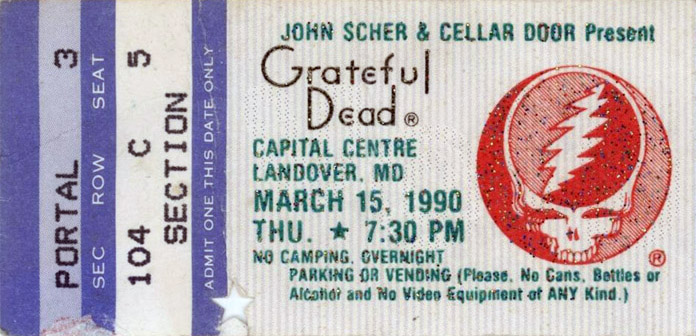 PORTAL 3
SEC ROW SEAT
104 C 5
SECTION
ADMIT ONE THIS DATE ONLY
JOHN SCHER & CELLAR DOOR Present
Grateful
Dead ®
CAPITAL CENTRE
LANDOVER, MD
MARCH 15, 1990
THU. ★ 7:30 PM
NO CAMPING, OVERNIGHT
PARKING OR VENDING (Please, No Cans, Bottles or
Alcohol and No Video Equipment of ANY Kind.)
®